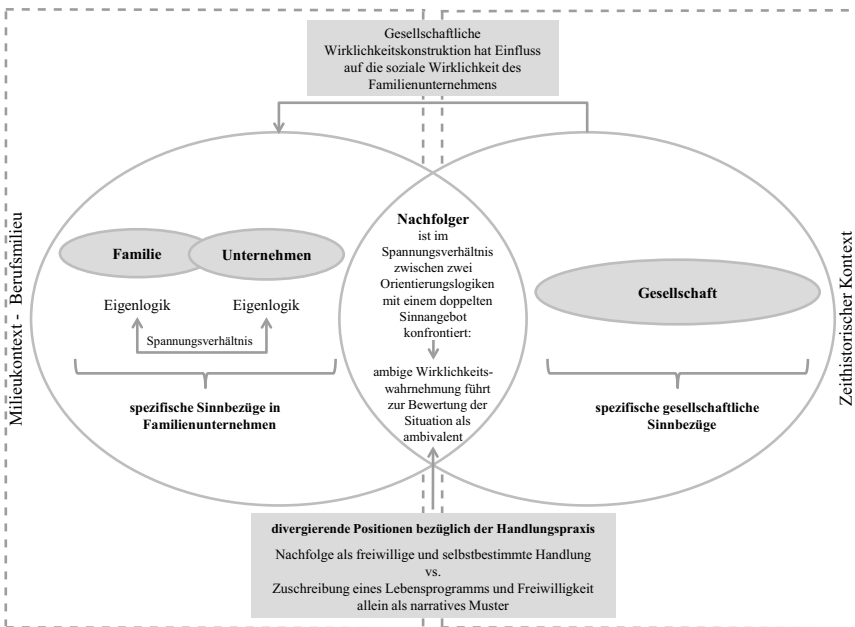 Gesellschaftliche
Wirklichkeitskonstruktion hat Einfluss
auf die soziale Wirklichkeit des
Familienunternehmens
Milieukontext - Berufsmilieu
Familie
Unternehmen
Eigenlogik
Eigenlogik
Spannungsverhältnis
spezifische Sinnbezüge in
Familienunternehmen
Nachfolger
ist im
Spannungsverhältnis
zwischen zwei
Orientierungslogiken
mit einem doppelten
Sinnangebot
konfrontiert:
ambige Wirklichkeits-
wahrnehmung führt
zur Bewertung der
Situation als
ambivalent
Gesellschaft
spezifische gesellschaftliche
Sinnbezüge
Zeithistorischer Kontext
divergierende Positionen bezüglich der Handlungspraxis
Nachfolge als freiwillige und selbstbestimmte Handlung
vs.
Zuschreibung eines Lebensprogramms und Freiwilligkeit
allein als narratives Muster